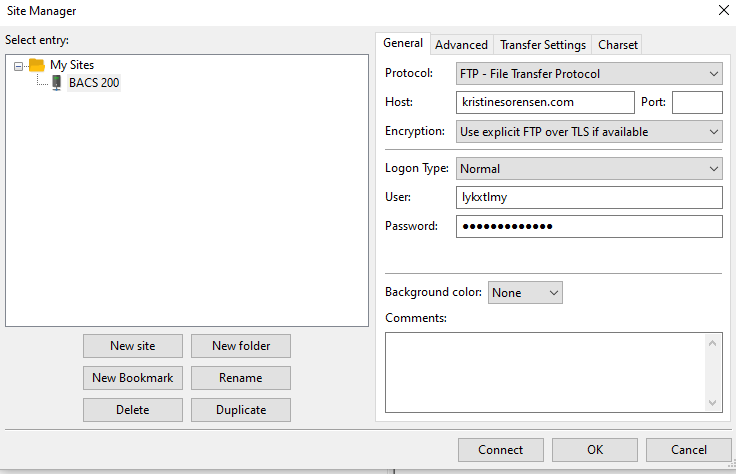 Site Manager
Select entry:
My Sites
BACS 200
New site
New folder
New Bookmark
Rename
Delete
Duplicate
General
Advanced
Transfer Settings
Charset
Protocol:
FTP - File Transfer Protocol
Host:
kristinesorensen.com
Port:
Encryption:
Use explicit FTP over TLS if available
Logon Type:
Normal
User:
lykxtlmy
Password:
●●●●●●●●●●●●●
Background color:
None
Comments:
Connect
OK
Cancel